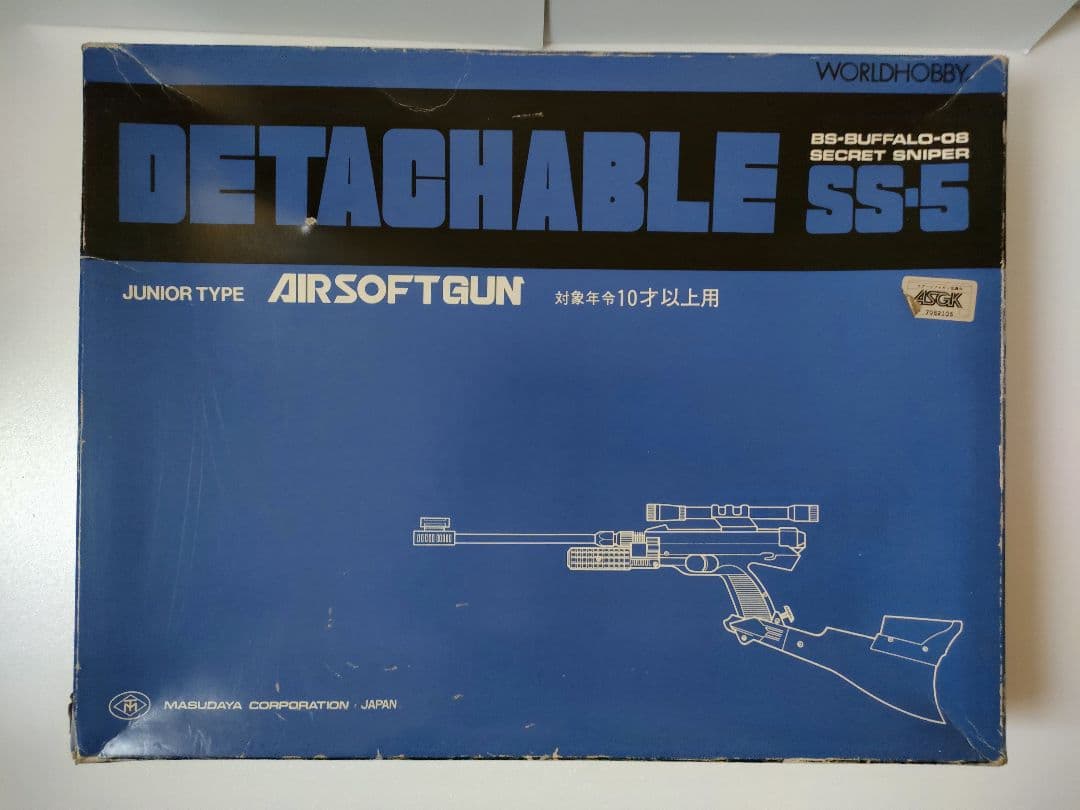 WORLDHOBBY
DETACHABLE
BS-BUFFALO-08
SECRET SNIPER
SS-5
JUNIOR TYPE AIRSOFTGUN 対象年令10才以上用
ASGK
MASUDAYA CORPORATION · JAPAN